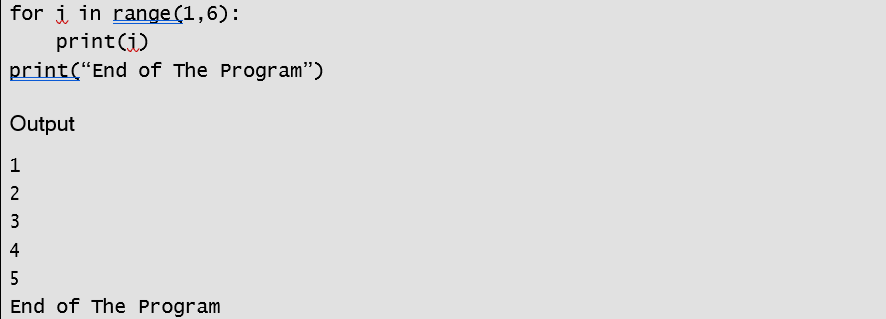 for i in range(1,6):
    print(i)
print(“End of The Program”)
Output
1
2
3
4
5
End of The Program